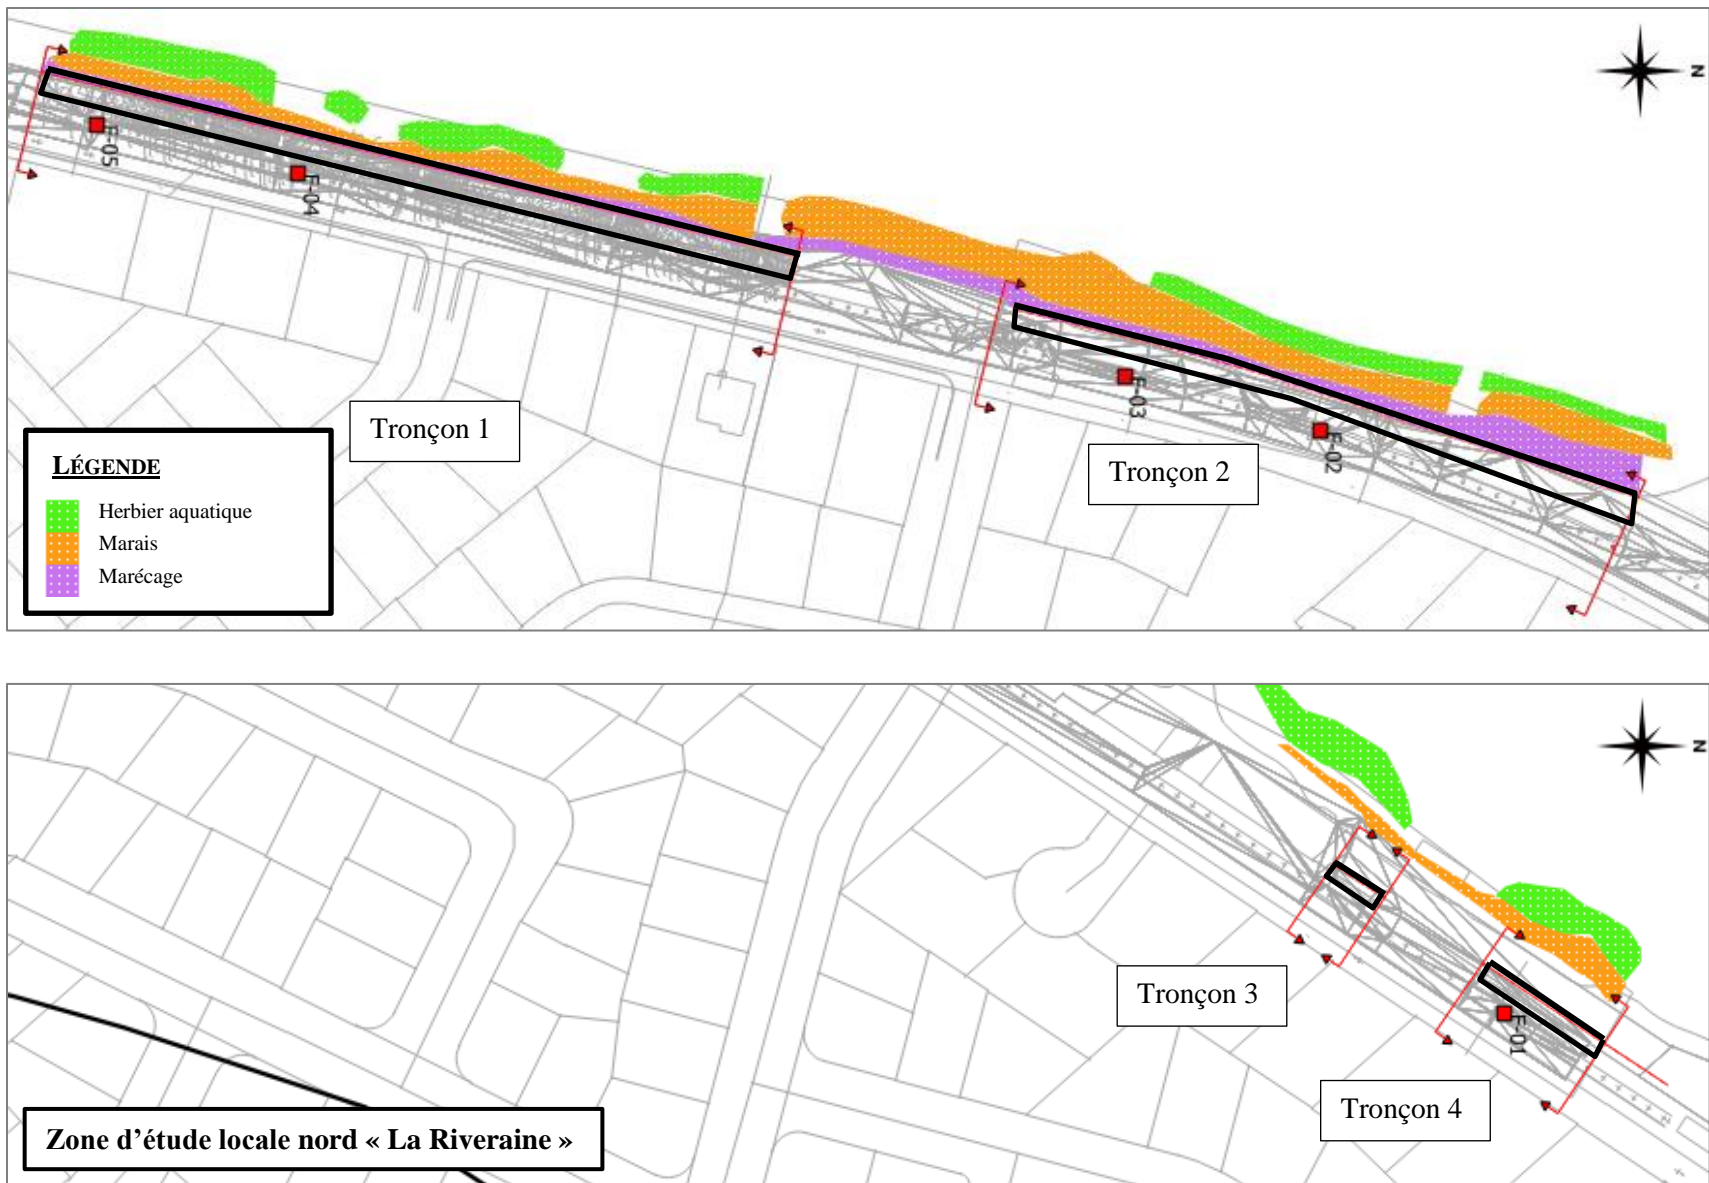 N
F-05
F-04
F-03
F-02
Tronçon 1
Tronçon 2
LÉGENDE
Herbier aquatique
Marais
Marécage
N
Tronçon 3
F-01
Tronçon 4
Zone d’étude locale nord « La Riveraine »